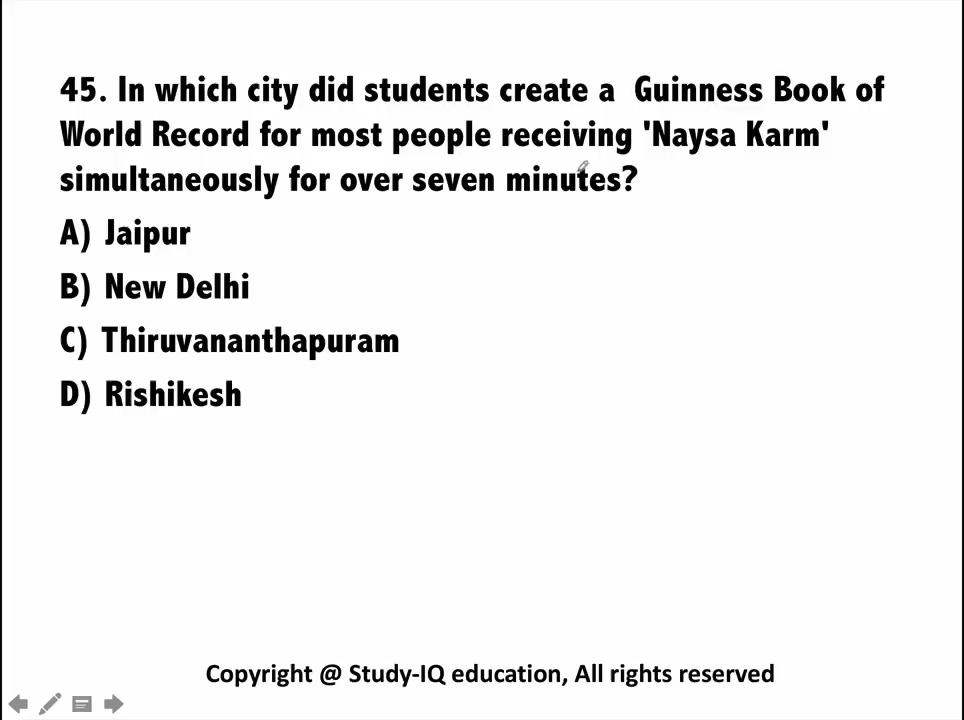 45. In which city did students create a  Guinness Book of
World Record for most people receiving 'Naysa Karm'
simultaneously for over seven minutes?
A) Jaipur
B) New Delhi
C) Thiruvananthapuram
D) Rishikesh
Copyright @ Study-IQ education, All rights reserved